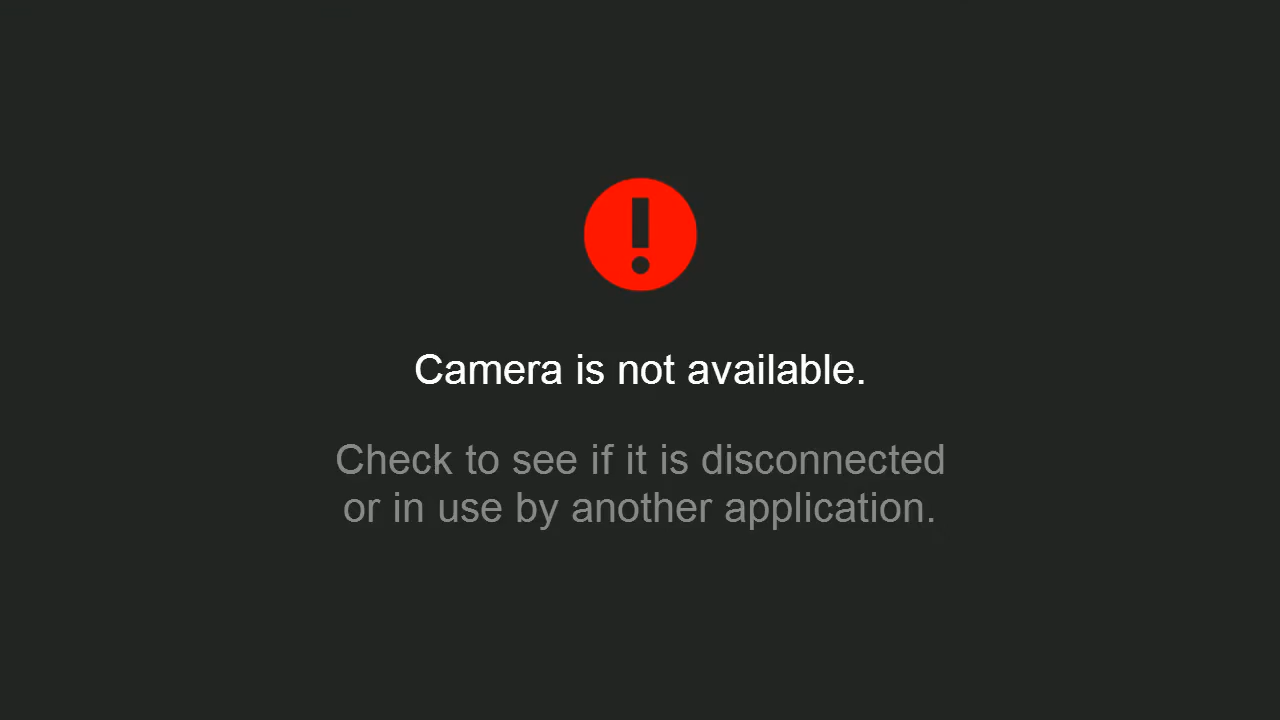 Camera is not available.
Check to see if it is disconnected
or in use by another application.